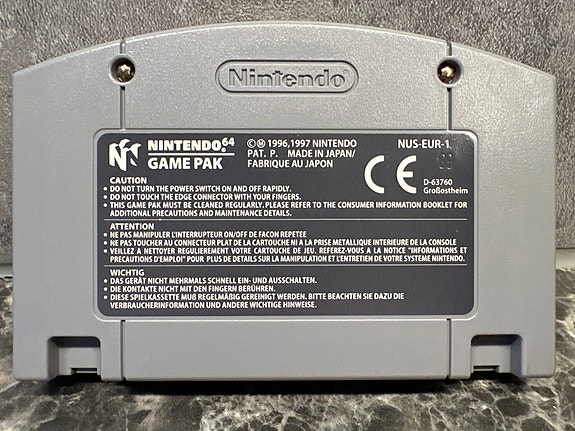 Nintendo
NINTENDO 64
GAME PAK
©Ⓜ 1996,1997 NINTENDO
PAT. P. MADE IN JAPAN/
FABRIQUE AU JAPON
NUS-EUR-1
CE
D-63760
Großostheim
CAUTION
• DO NOT TURN THE POWER SWITCH ON AND OFF RAPIDLY.
• DO NOT TOUCH THE EDGE CONNECTOR WITH YOUR FINGERS.
• THIS GAME PAK MUST BE CLEANED REGULARLY. PLEASE REFER TO THE CONSUMER INFORMATION BOOKLET FOR
ADDITIONAL PRECAUTIONS AND MAINTENANCE DETAILS.
ATTENTION
• NE PAS MANIPULER L'INTERRUPTEUR ON/OFF DE FACON REPETEE
• NE PAS TOUCHER AU CONNECTEUR PLAT DE LA CARTOUCHE NI A LA PRISE METALLIQUE INTERIEURE DE LA CONSOLE
• VEILLEZ A NETTOYER REGULIEREMENT VOTRE CARTOUCHE DE JEU. REFEREZ-VOUS A LA NOTICE "INFORMATIONS ET
PRECAUTIONS D'EMPLOI" POUR PLUS DE DETAILS SUR LA MANIPULATION ET L'ENTRETIEN DE VOTRE SYSTEME NINTENDO.
WICHTIG
• DAS GERÄT NICHT MEHRMALS SCHNELL EIN- UND AUSSCHALTEN.
• DIE KONTAKTE NICHT MIT DEN FINGERN BERÜHREN.
• DIESE SPIELKASSETTE MUß REGELMÄßIG GEREINIGT WERDEN. BITTE BEACHTEN SIE DAZU DIE
VERBRAUCHERINFORMATION UND ANDERE WICHTIGE HINWEISE.